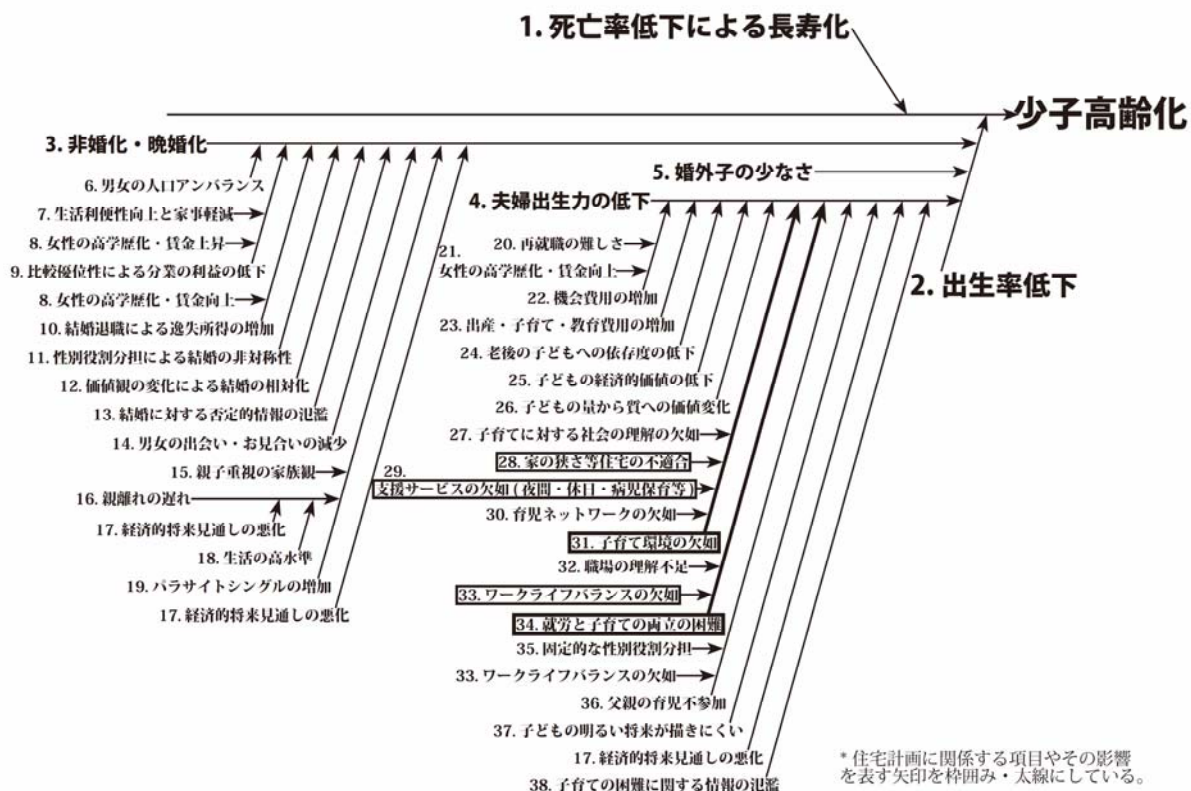 1. 死亡率低下による長寿化
少子高齢化
3. 非婚化・晩婚化
5. 婚外子の少なさ
4. 夫婦出生力の低下
2. 出生率低下
6. 男女の人口アンバランス
7. 生活利便性向上と家事軽減
8. 女性の高学歴化・賃金上昇
9. 比較優位性による分業の利益の低下
8. 女性の高学歴化・賃金向上
10. 結婚退職による逸失所得の増加
11. 性別役割分担による結婚の非対称性
12. 価値観の変化による結婚の相対化
13. 結婚に対する否定的情報の氾濫
14. 男女の出会い・お見合いの減少
15. 親子重視の家族観
16. 親離れの遅れ
17. 経済的将来見通しの悪化
18. 生活の高水準
19. パラサイトシングルの増加
17. 経済的将来見通しの悪化
20. 再就職の難しさ
21.
女性の高学歴化・賃金向上
22. 機会費用の増加
23. 出産・子育て・教育費用の増加
24. 老後の子どもへの依存度の低下
25. 子どもの経済的価値の低下
26. 子どもの量から質への価値変化
27. 子育てに対する社会の理解の欠如
28. 家の狭さ等住宅の不適合
29.
支援サービスの欠如 ( 夜間・休日・病児保育等 )
30. 育児ネットワークの欠如
31. 子育て環境の欠如
32. 職場の理解不足
33. ワークライフバランスの欠如
34. 就労と子育ての両立の困難
35. 固定的な性別役割分担
33. ワークライフバランスの欠如
36. 父親の育児不参加
37. 子どもの明るい将来が描きにくい
17. 経済的将来見通しの悪化
38. 子育ての困難に関する情報の氾濫
* 住宅計画に関係する項目やその影響
を表す矢印を枠囲み・太線にしている。